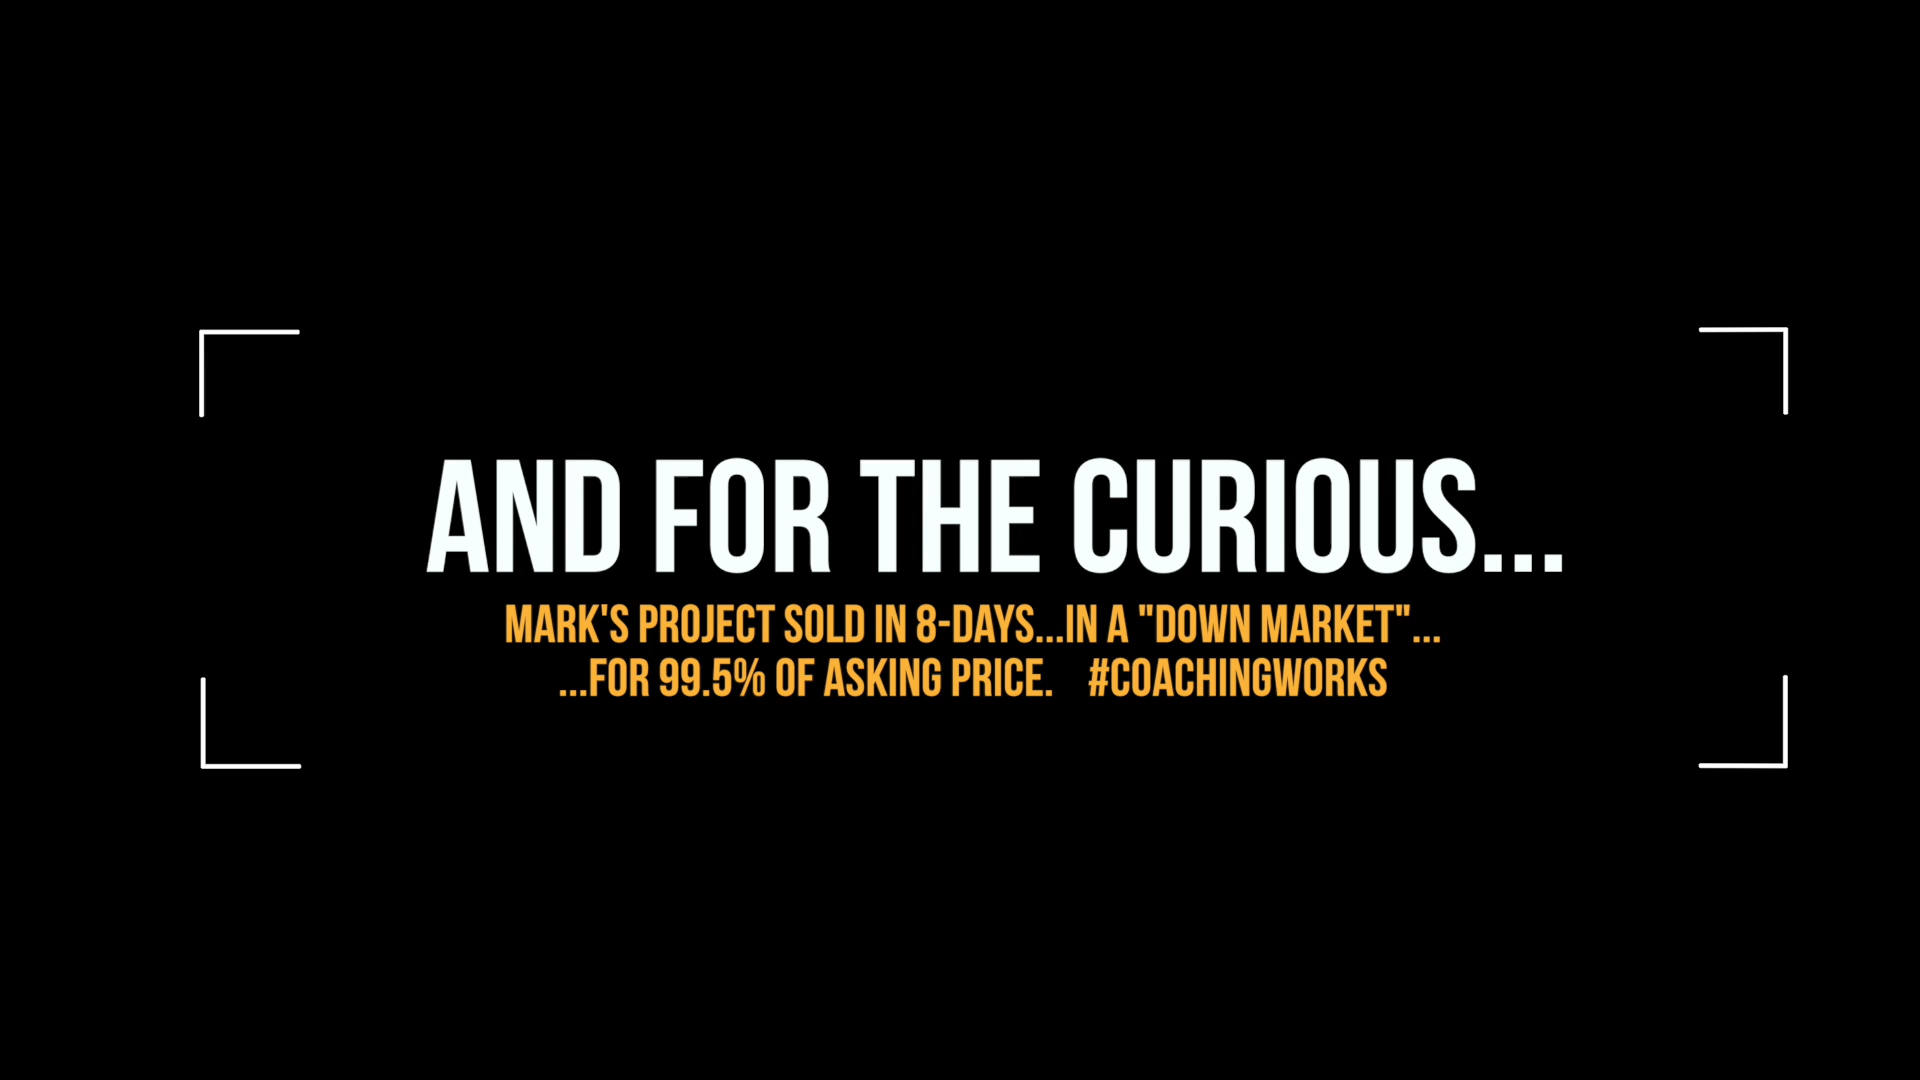 AND FOR THE CURIOUS...
MARK'S PROJECT SOLD IN 8-DAYS...IN A "DOWN MARKET"...
...FOR 99.5% OF ASKING PRICE. #COACHINGWORKS